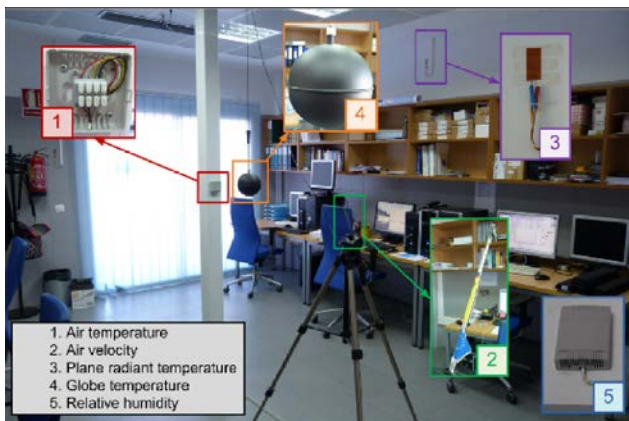 1
4
3
2
5
1. Air temperature
2. Air velocity
3. Plane radiant temperature
4. Globe temperature
5. Relative humidity